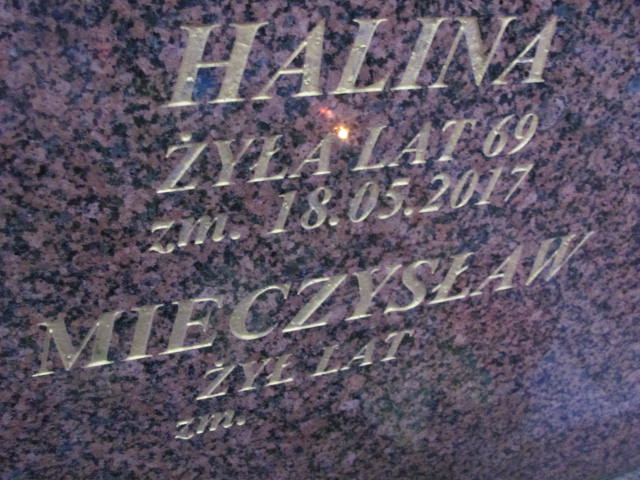 HALINA
ŻYŁA LAT 69
zm. 18.05.2017
MIECZYSŁAW
ŻYŁ LAT
zm.